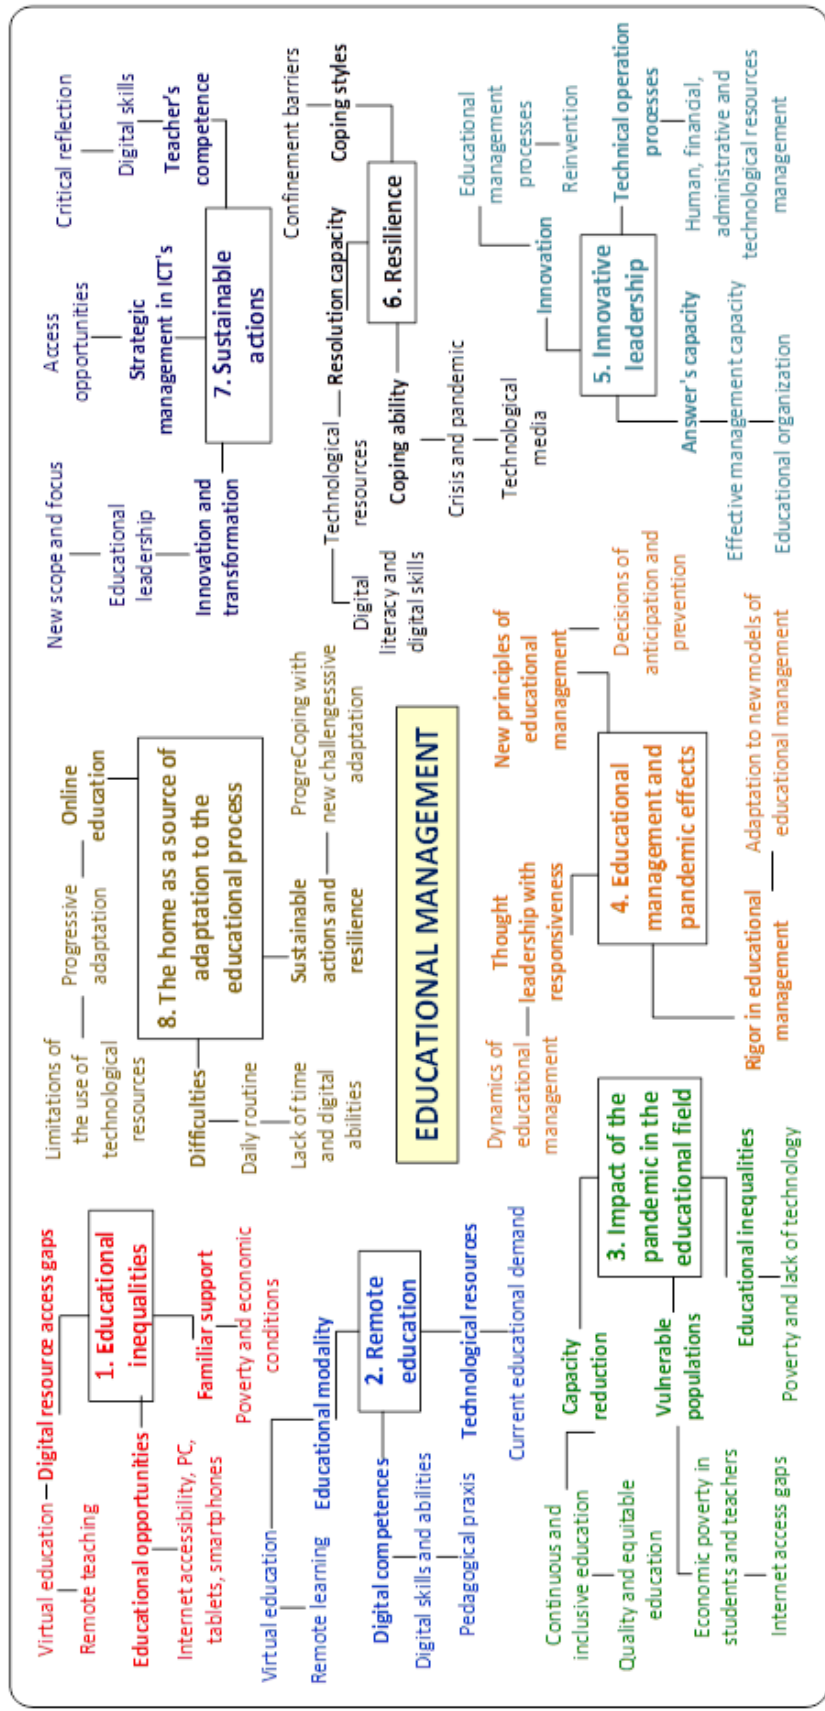 Virtual education
Digital resource access gaps
Remote teaching
1. Educational
inequalities
Educational opportunities
Internet accessibility, PC,
tablets, smartphones
Familiar support
Poverty and economic
conditions
Virtual education
Remote learning
Educational modality
2. Remote
education
Digital competences
Digital skills and abilities
Pedagogical praxis
Technological resources
Current educational demand
Continuous and
inclusive education
Quality and equitable
education
Capacity
reduction
3. Impact of the
pandemic in the
educational field
Vulnerable
populations
Economic poverty in
students and teachers
Internet access gaps
Educational inequalities
Poverty and lack of technology
Limitations of
the use of
technological
resources
Progressive
adaptation
Online
education
8. The home as a source of
adaptation to the
educational process
Difficulties
Daily routine
Lack of time
and digital
abilities
Sustainable
actions and
resilience
ProgreCoping with
new challengesssive
adaptation
EDUCATIONAL MANAGEMENT
Dynamics of
educational
management
Thought
leadership with
responsiveness
New principles of
educational
management
Decisions of
anticipation and
prevention
4. Educational
management and
pandemic effects
Rigor in educational
management
Adaptation to new models of
educational management
New scope and focus
Educational
leadership
Innovation and
transformation
Access
opportunities
Strategic
management in ICT's
Critical reflection
Digital skills
Teacher's
competence
7. Sustainable
actions
Digital
literacy and
digital skills
Technological
resources
Resolution capacity
Confinement barriers
Coping styles
6. Resilience
Coping ability
Crisis and pandemic
Technological
media
Educational
management
processes
Reinvention
Innovation
5. Innovative
leadership
Technical operation
processes
Human, financial,
administrative and
technological resources
management
Answer's capacity
Effective management capacity
Educational organization